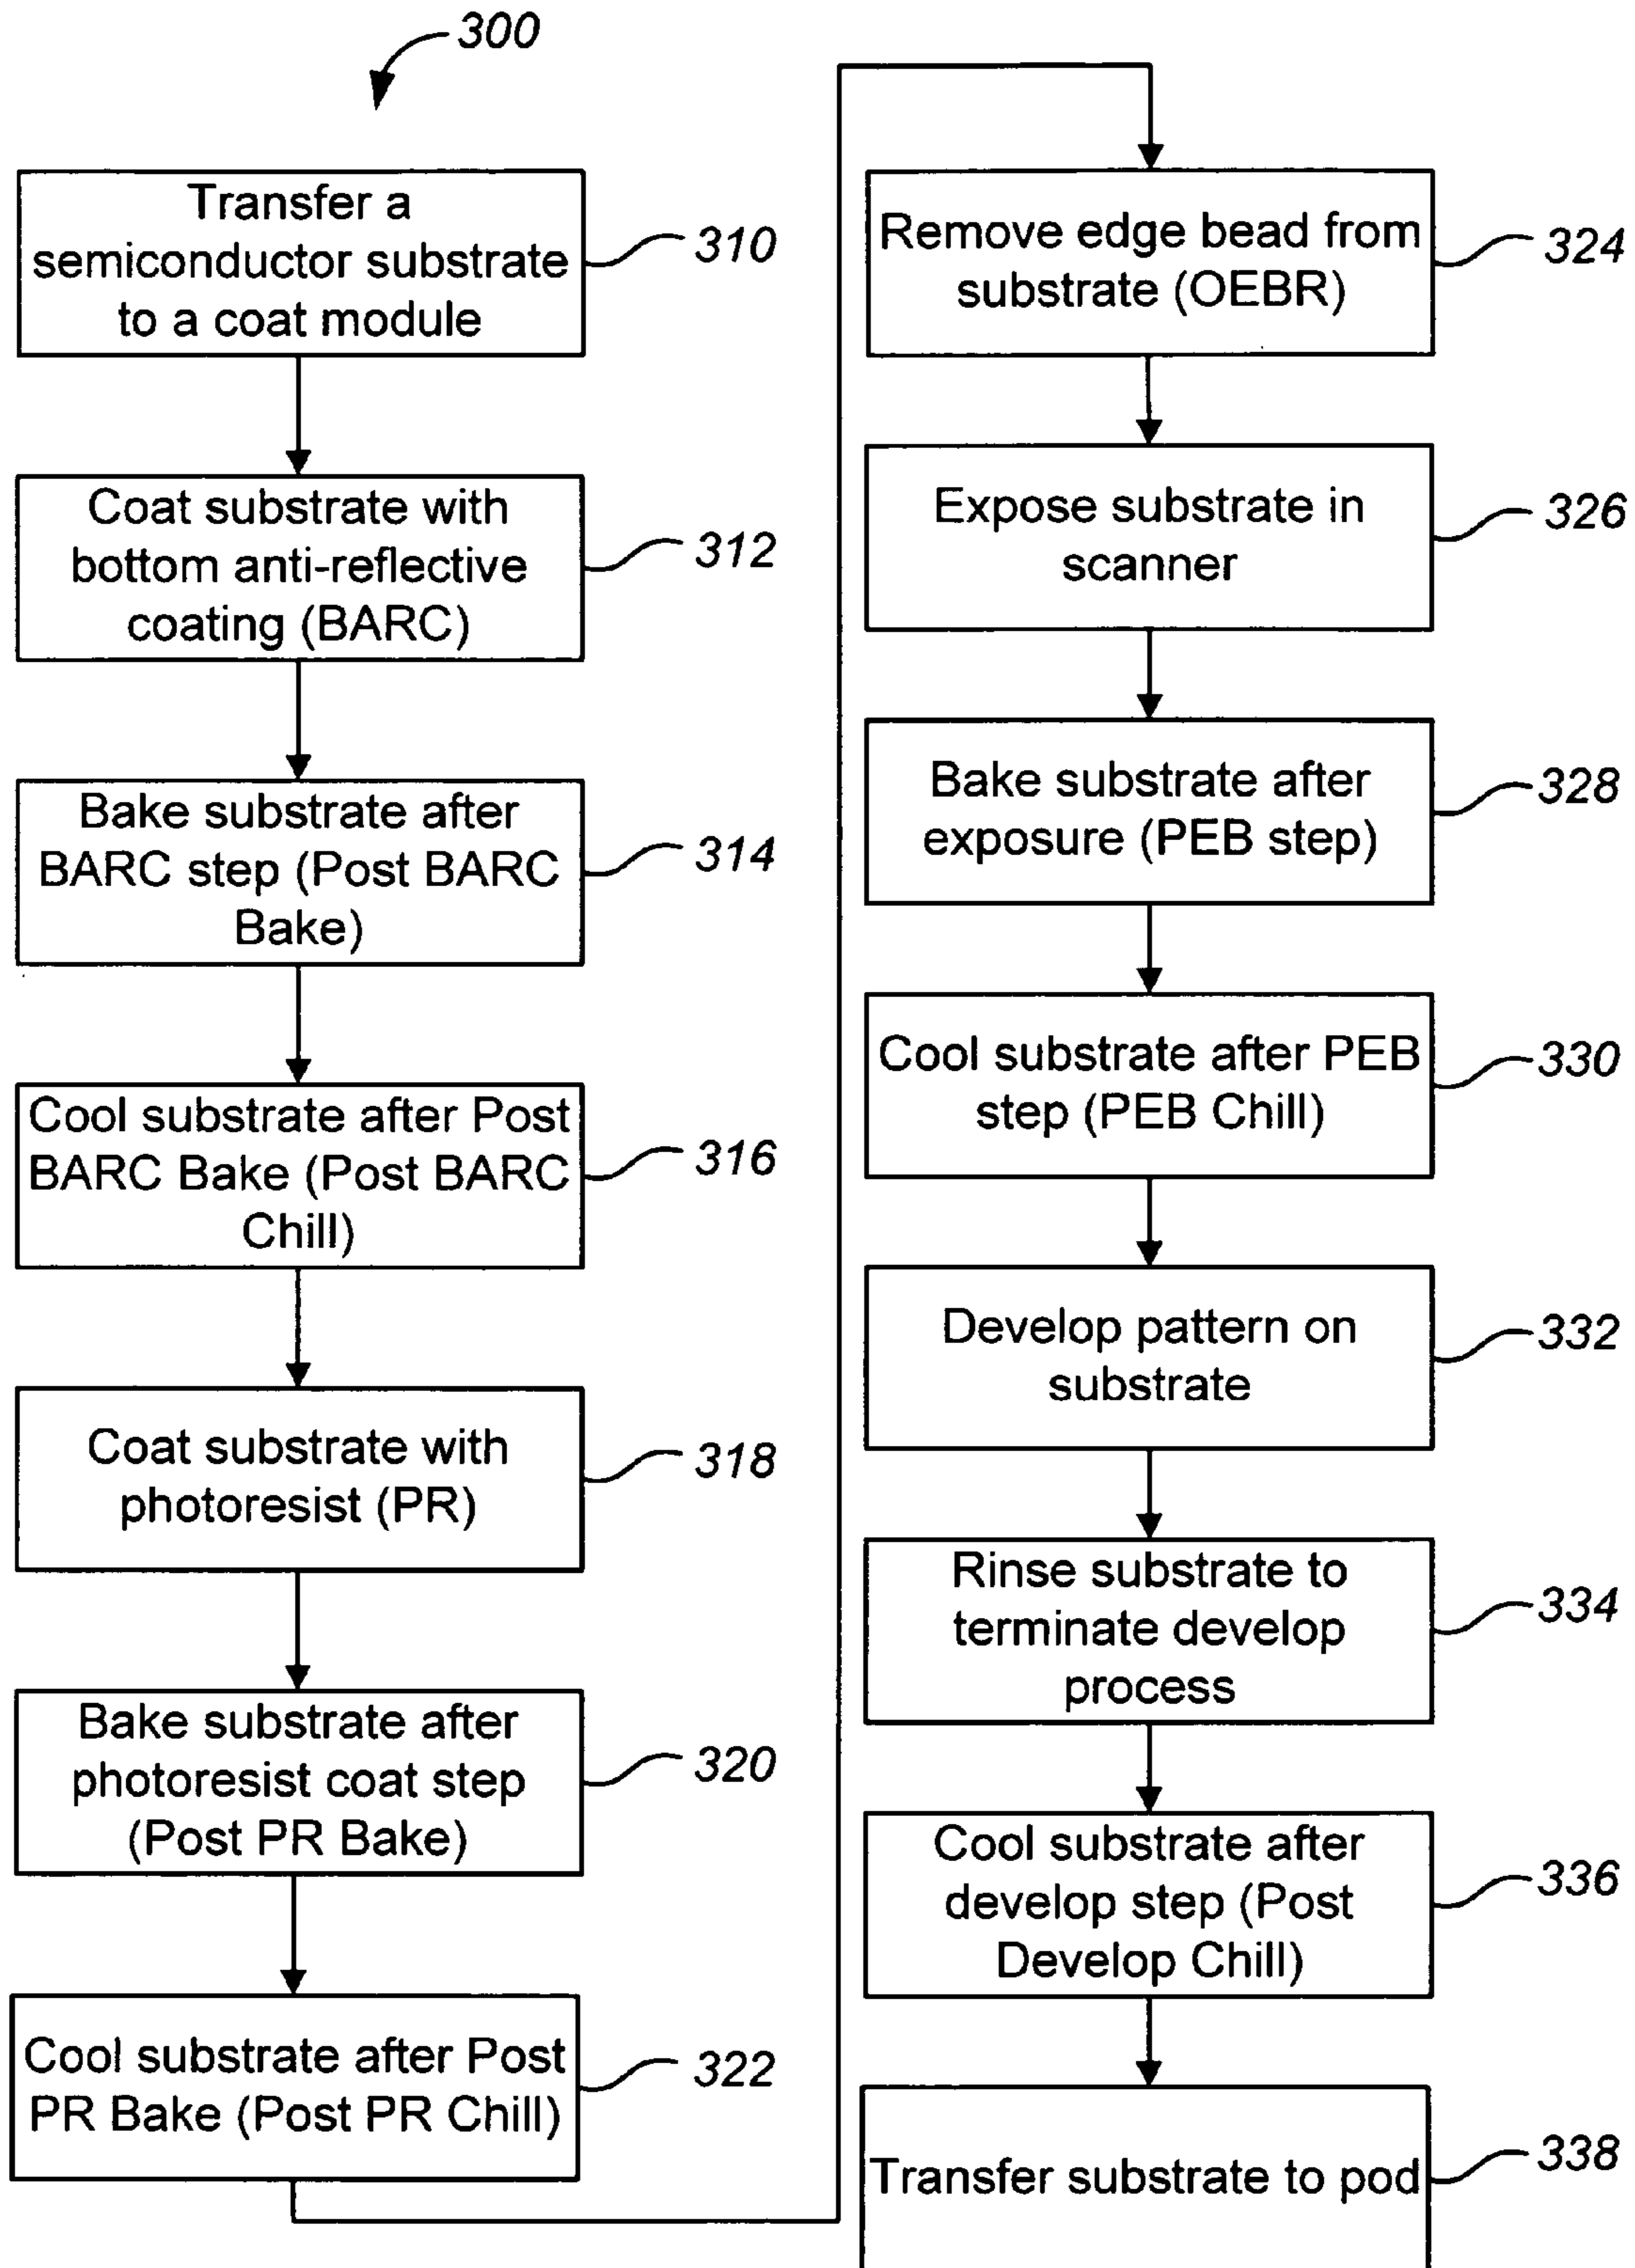 300
Transfer a
semiconductor substrate
to a coat module
310
Coat substrate with
bottom anti-reflective
coating (BARC)
312
Bake substrate after
BARC step (Post BARC
Bake)
314
Cool substrate after Post
BARC Bake (Post BARC
Chill)
316
Coat substrate with
photoresist (PR)
318
Bake substrate after
photoresist coat step
(Post PR Bake)
320
Cool substrate after Post
PR Bake (Post PR Chill)
322
Remove edge bead from
substrate (OEBR)
324
Expose substrate in
scanner
326
Bake substrate after
exposure (PEB step)
328
Cool substrate after PEB
step (PEB Chill)
330
Develop pattern on
substrate
332
Rinse substrate to
terminate develop
process
334
Cool substrate after
develop step (Post
Develop Chill)
336
Transfer substrate to pod
338